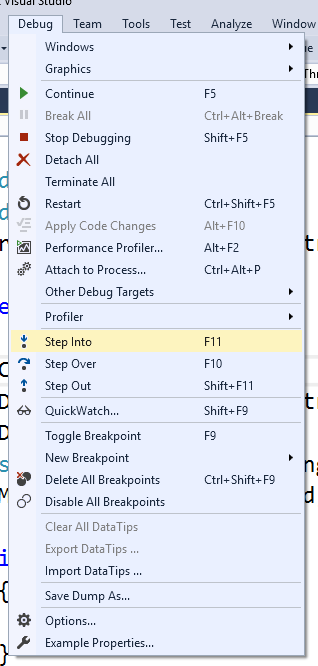 Visual Studio
Debug Team Tools Test Analyze Window
Windows
Graphics
Continue F5
Break All Ctrl+Alt+Break
Stop Debugging Shift+F5
Detach All
Terminate All
Restart Ctrl+Shift+F5
Apply Code Changes Alt+F10
Performance Profiler... Alt+F2
Attach to Process... Ctrl+Alt+P
Other Debug Targets
Profiler
Step Into F11
Step Over F10
Step Out Shift+F11
QuickWatch... Shift+F9
Toggle Breakpoint F9
New Breakpoint
Delete All Breakpoints Ctrl+Shift+F9
Disable All Breakpoints
Clear All DataTips
Export DataTips ...
Import DataTips ...
Save Dump As...
Options...
Example Properties...
{
}